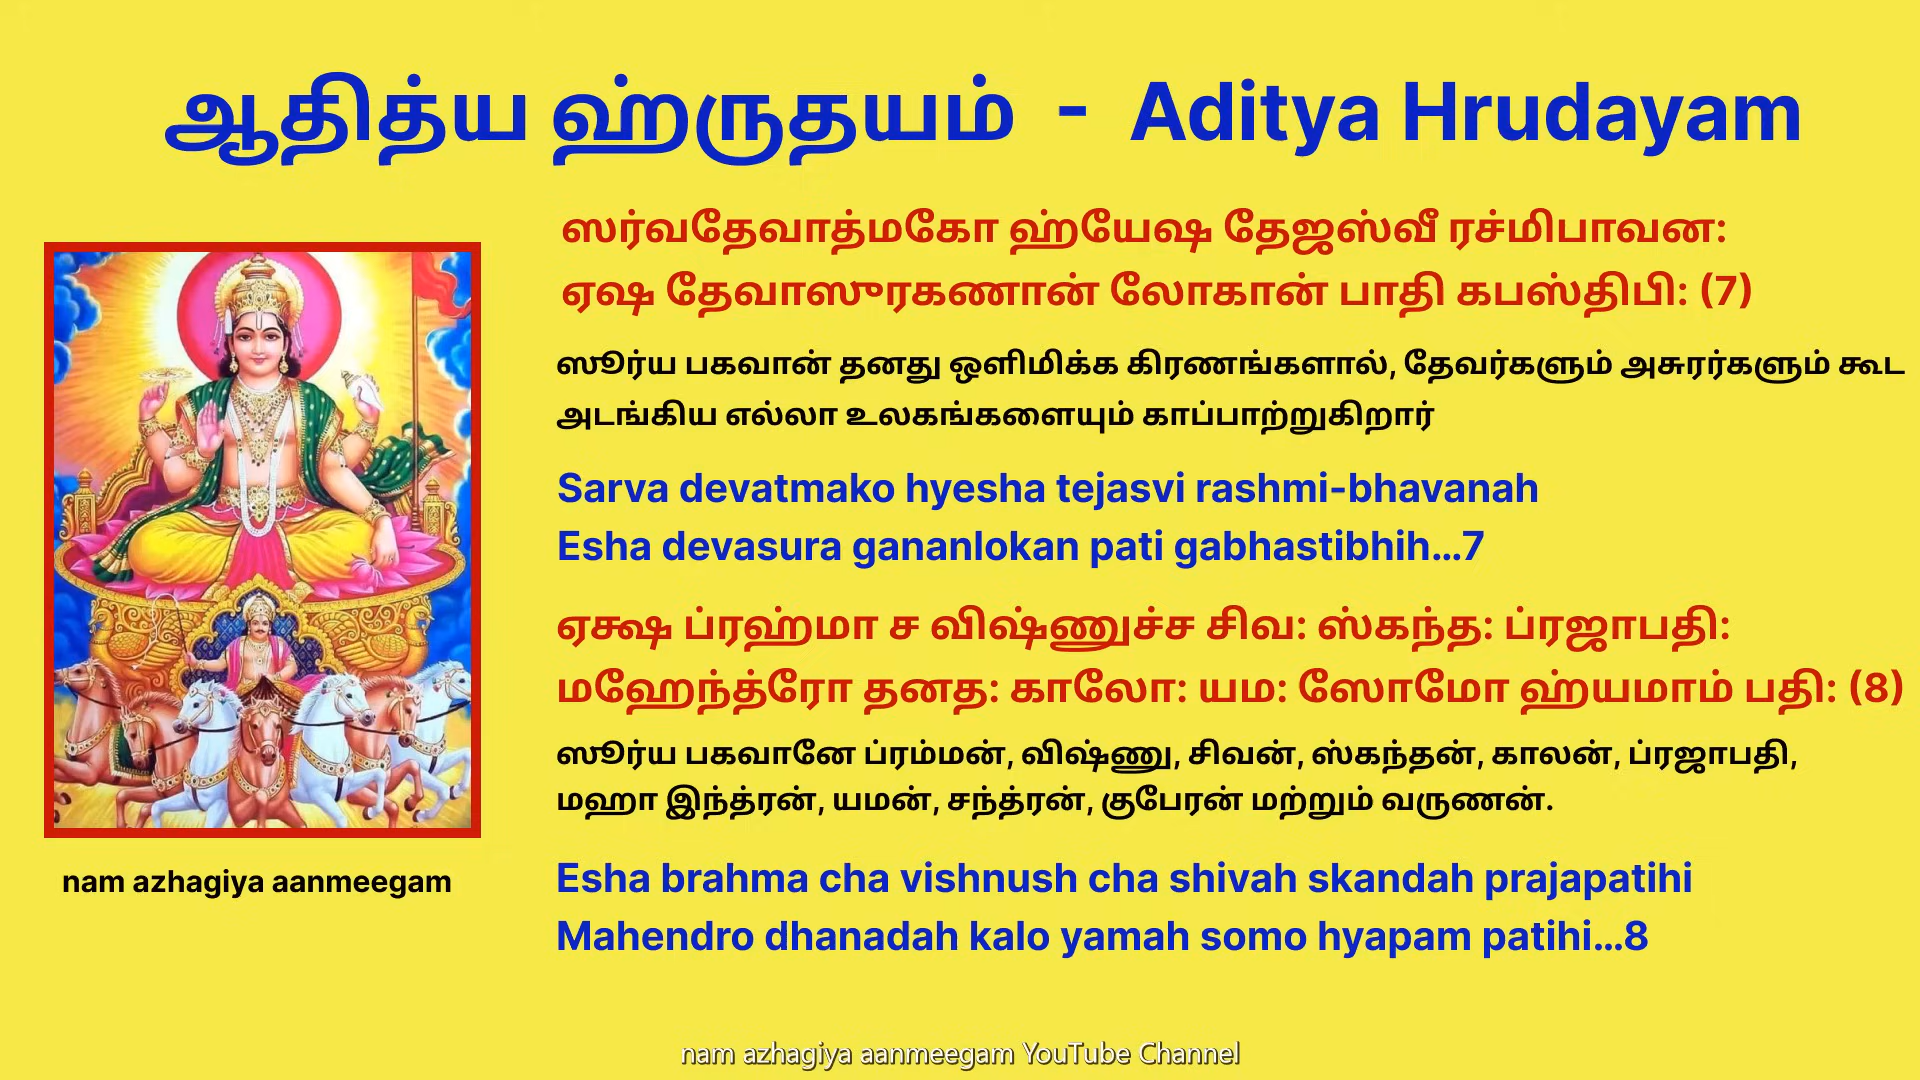 ஆதித்ய ஹ்ருதயம் - Aditya Hrudayam
ஸர்வதேவாத்மகோ ஹ்யேஷ தேஜஸ்வீ ரச்மிபாவன:
ஏஷ தேவாஸுரகணான் லோகான் பாதி கபஸ்திபி: (7)
ஸூர்ய பகவான் தனது ஒளிமிக்க கிரணங்களால், தேவர்களும் அசுரர்களும் கூட
அடங்கிய எல்லா உலகங்களையும் காப்பாற்றுகிறார்
Sarva devatmako hyesha tejasvi rashmi-bhavanah
Esha devasura gananlokan pati gabhastibhih...7
ஏக்ஷ ப்ரஹ்மா ச விஷ்ணுச்ச சிவ: ஸ்கந்த: ப்ரஜாபதி:
மஹேந்த்ரோ தனத: காலோ: யம: ஸோமோ ஹ்யமாம் பதி: (8)
ஸூர்ய பகவானே ப்ரம்மன், விஷ்ணு, சிவன், ஸ்கந்தன், காலன், ப்ரஜாபதி,
மஹா இந்த்ரன், யமன், சந்த்ரன், குபேரன் மற்றும் வருணன்.
Esha brahma cha vishnush cha shivah skandah prajapatihi
Mahendro dhanadah kalo yamah somo hyapam patihi...8
nam azhagiya aanmeegam
nam azhagiya aanmeegam YouTube Channel